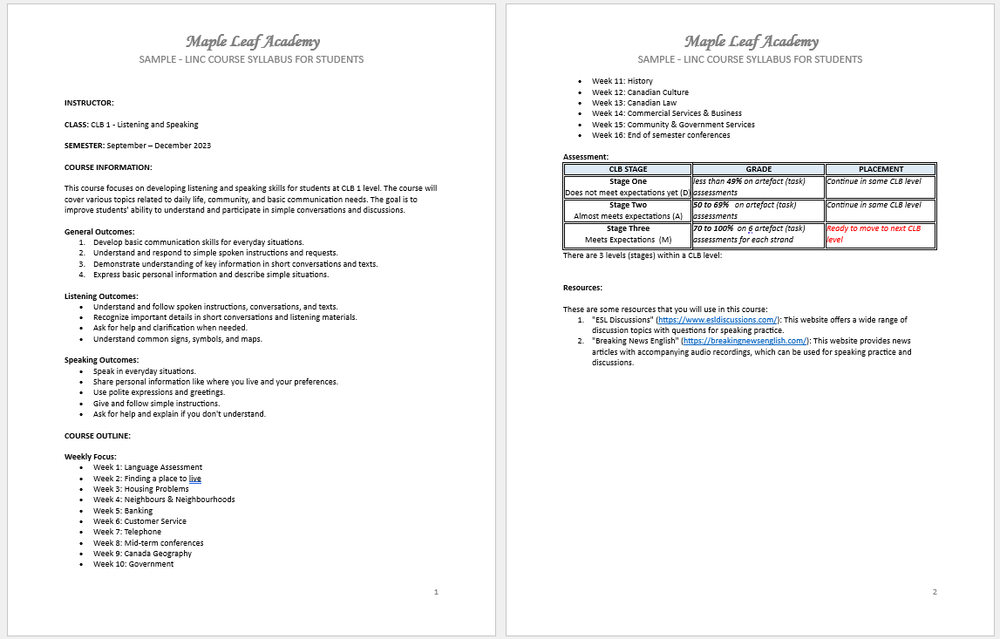 Maple Leaf Academy
SAMPLE - LINC COURSE SYLLABUS FOR STUDENTS
INSTRUCTOR:
CLASS: CLB 1 - Listening and Speaking
SEMESTER: September – December 2023
COURSE INFORMATION:
This course focuses on developing listening and speaking skills for students at CLB 1 level. The course will
cover various topics related to daily life, community, and basic communication needs. The goal is to
improve students' ability to understand and participate in simple conversations and discussions.
General Outcomes:
1. Develop basic communication skills for everyday situations.
2. Understand and respond to simple spoken instructions and requests.
3. Demonstrate understanding of key information in short conversations and texts.
4. Express basic personal information and describe simple situations.
Listening Outcomes:
• Understand and follow spoken instructions, conversations, and texts.
• Recognize important details in short conversations and listening materials.
• Ask for help and clarification when needed.
• Understand common signs, symbols, and maps.
Speaking Outcomes:
• Speak in everyday situations.
• Share personal information like where you live and your preferences.
• Use polite expressions and greetings.
• Give and follow simple instructions.
• Ask for help and explain if you don't understand.
COURSE OUTLINE:
Weekly Focus:
• Week 1: Language Assessment
• Week 2: Finding a place to live
• Week 3: Housing Problems
• Week 4: Neighbours & Neighbourhoods
• Week 5: Banking
• Week 6: Customer Service
• Week 7: Telephone
• Week 8: Mid-term conferences
• Week 9: Canada Geography
• Week 10: Government
1
Maple Leaf Academy
SAMPLE - LINC COURSE SYLLABUS FOR STUDENTS
• Week 11: History
• Week 12: Canadian Culture
• Week 13: Canadian Law
• Week 14: Commercial Services & Business
• Week 15: Community & Government Services
• Week 16: End of semester conferences
Assessment:
CLB STAGE GRADE PLACEMENT
Stage One less than 49% on artefact (task) Continue in same CLB level
Does not meet expectations yet (D) assessments
Stage Two 50 to 69% on artefact (task) Continue in same CLB level
Almost meets expectations (A) assessments
Stage Three 70 to 100% on 6 artefact (task) Ready to move to next CLB
Meets Expectations (M) assessments for each strand level
There are 3 levels (stages) within a CLB level:
Resources:
These are some resources that you will use in this course:
1. "ESL Discussions" (https://www.esldiscussions.com/): This website offers a wide range of
discussion topics with questions for speaking practice.
2. "Breaking News English" (https://breakingnewsenglish.com/): This website provides news
articles with accompanying audio recordings, which can be used for speaking practice and
discussions.
2